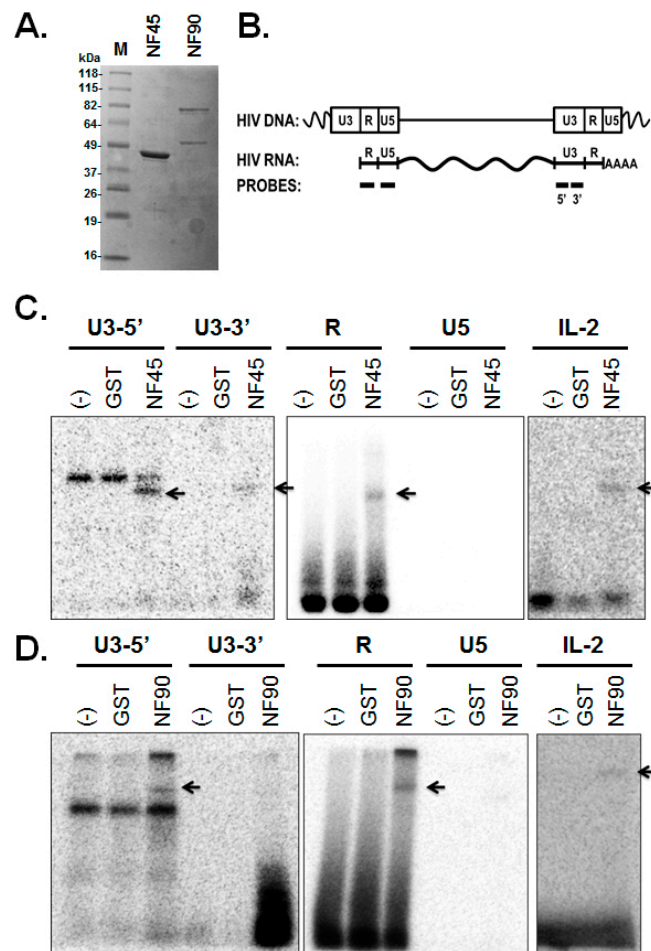 A.
B.
kDa M NF45 NF90
118-
115-
82-
64-
49-
37-
26-
19-
16-
HIV DNA: U3 R U5 U3 R U5
HIV RNA: R U5 U3 R AAAA
PROBES: 5' 3'
C.
U3-5' U3-3' R U5 IL-2
(-) GST NF45 (-) GST NF45 (-) GST NF45 (-) GST NF45 (-) GST NF45
D.
U3-5' U3-3' R U5 IL-2
(-) GST NF90 (-) GST NF90 (-) GST NF90 (-) GST NF90 (-) GST NF90